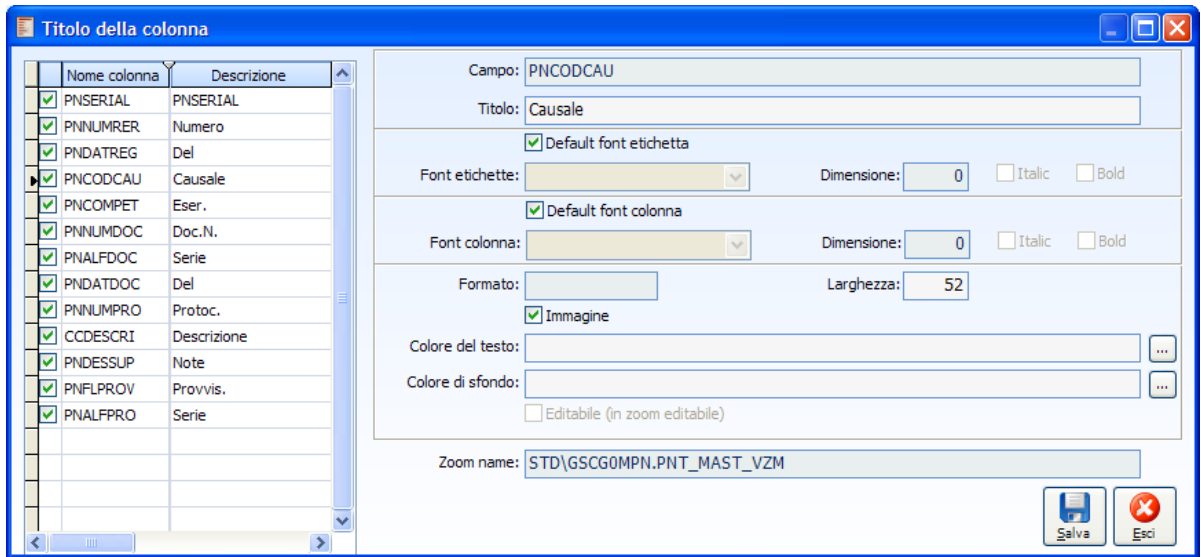 Titolo della colonna
Nome colonna Descrizione
PNSERIAL PNSERIAL
PNNUMRER Numero
PNDATREG Del
PNCODCAU Causale
PNCOMPET Eser.
PNNUMDOC Doc.N.
PNALFDOC Serie
PNDATDOC Del
PNNUMPRO Protoc.
CCDESCRI Descrizione
PNDESSUP Note
PNFLPROV Provvis.
PNALFPRO Serie
Campo: PNCODCAU
Titolo: Causale
Default font etichetta
Font etichette: Dimensione: 0 Italic Bold
Default font colonna
Font colonna: Dimensione: 0 Italic Bold
Formato: Larghezza: 52
Immagine
Colore del testo: ...
Colore di sfondo: ...
Editabile (in zoom editabile)
Zoom name: STD\GSCG0MPN.PNT_MAST_VZM
Salva Esci